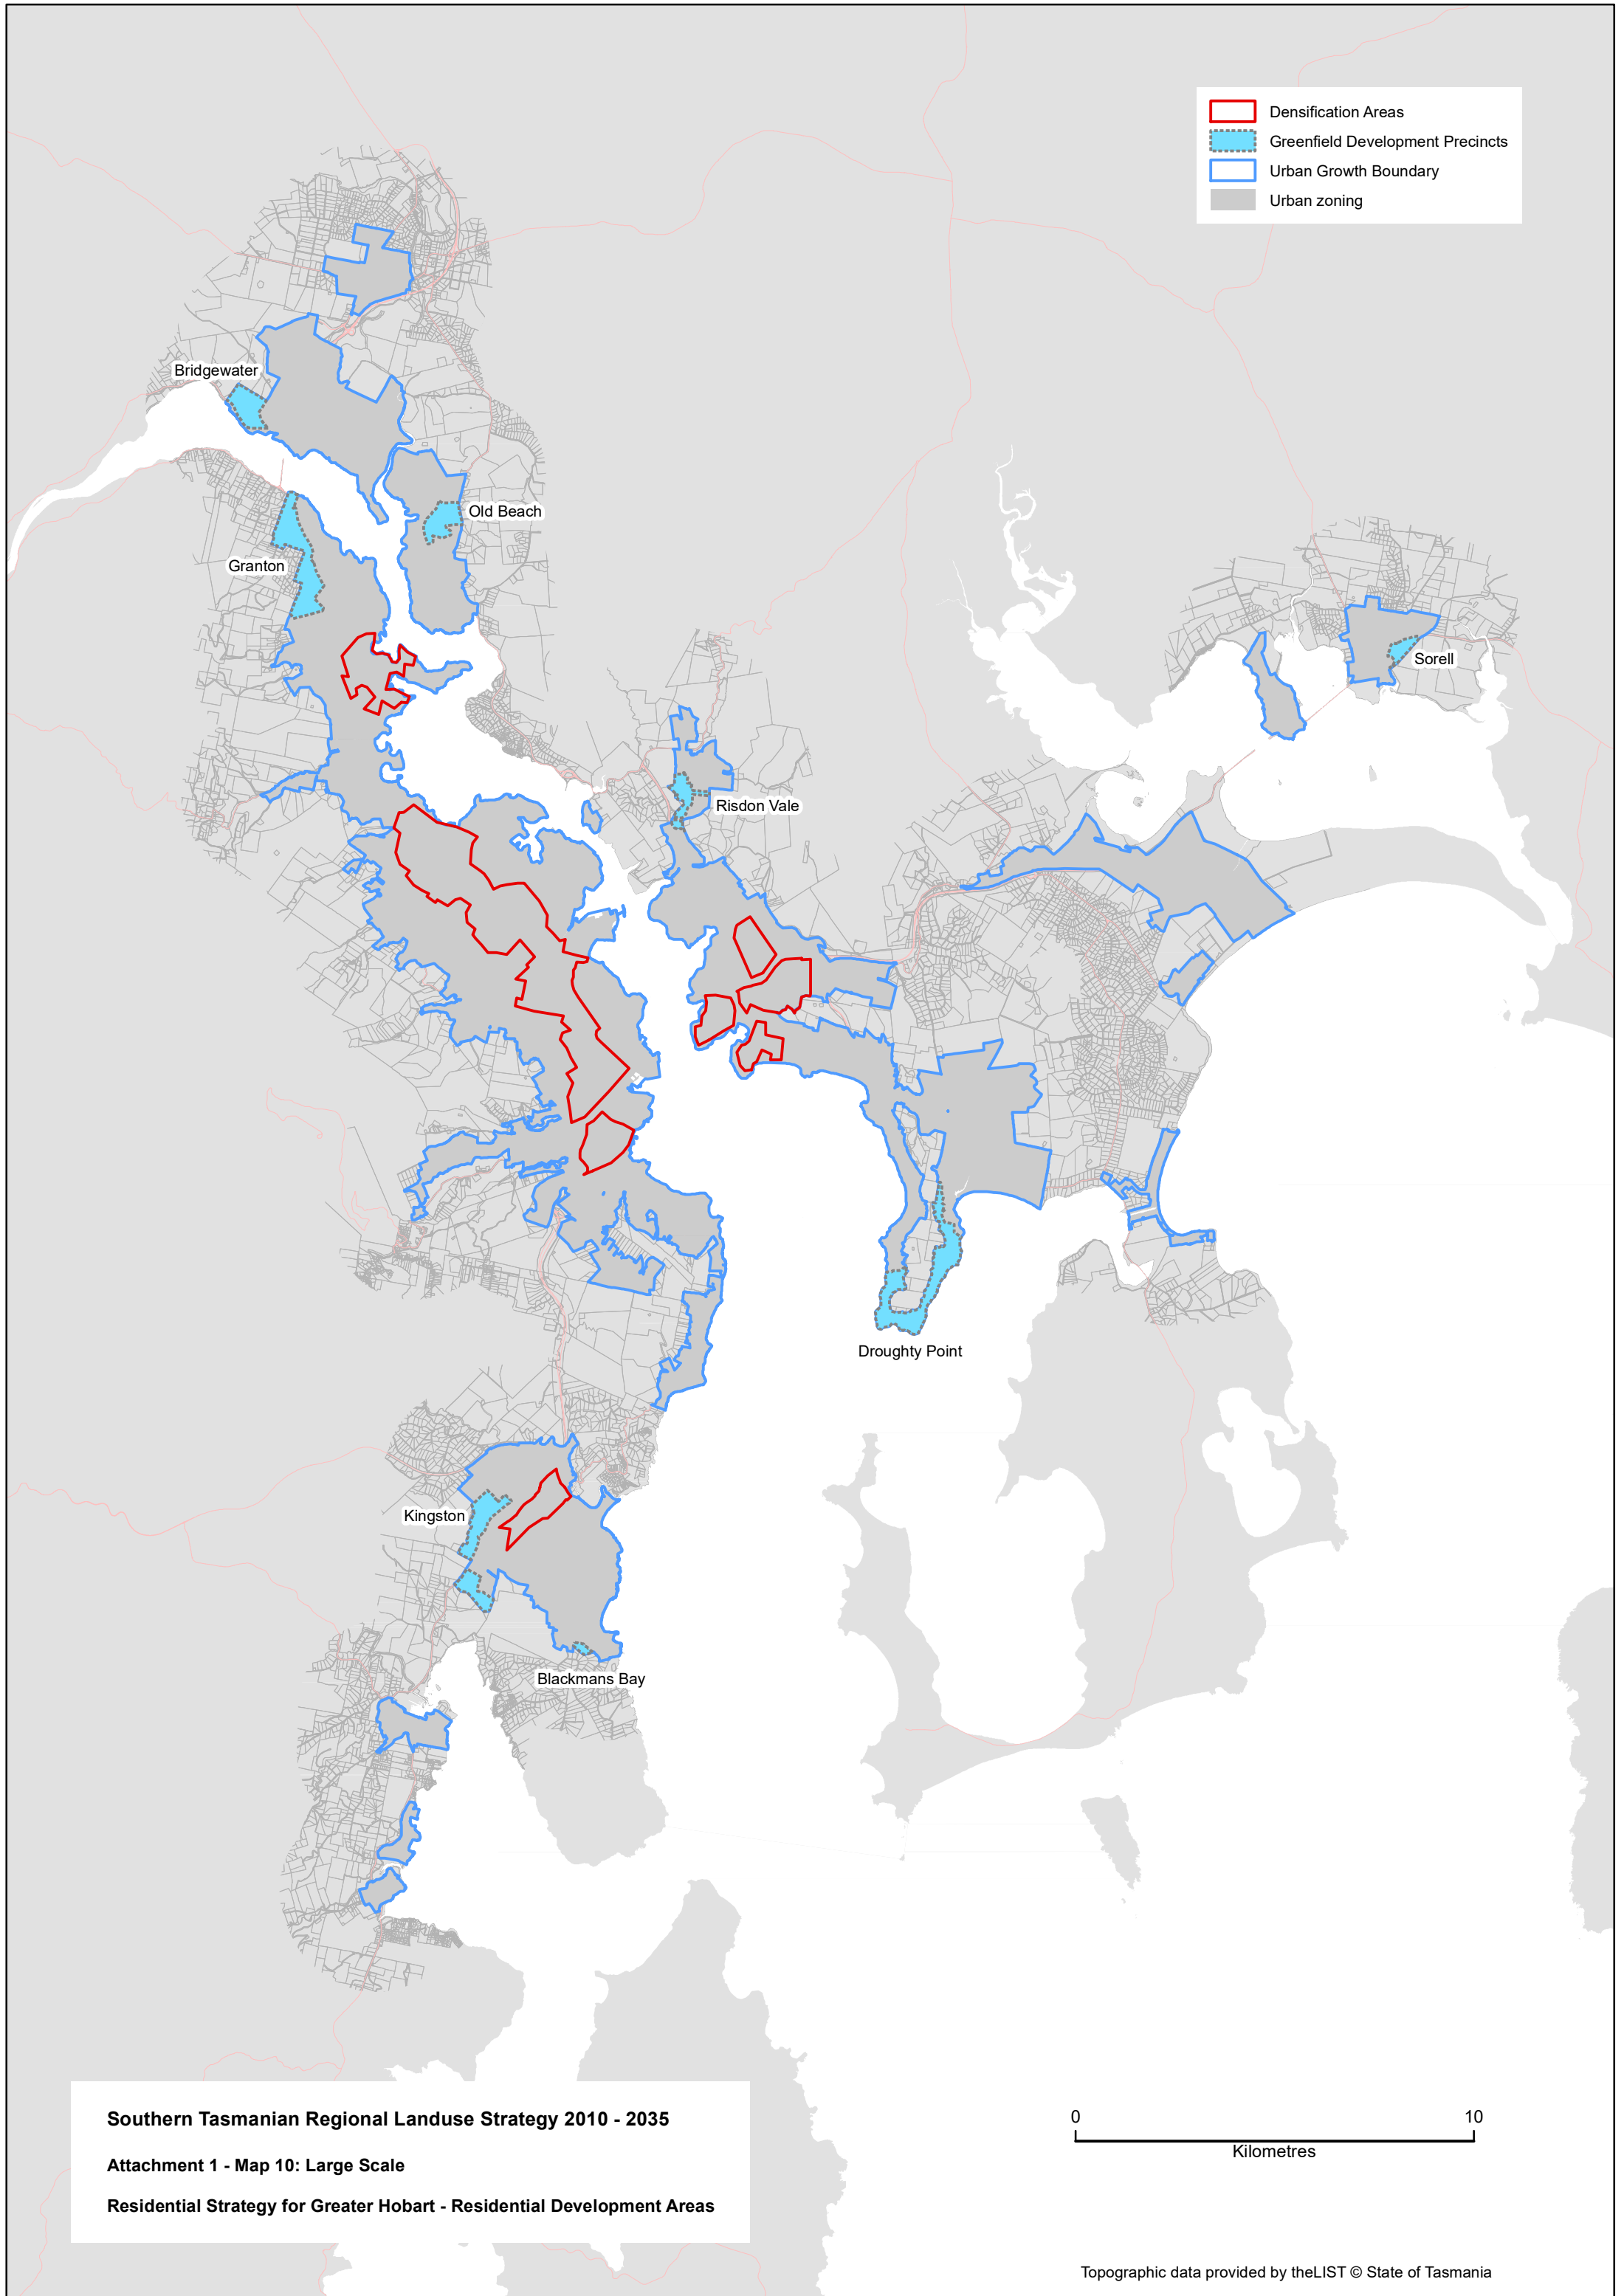 Densification Areas
Greenfield Development Precincts
Urban Growth Boundary
Urban zoning
Bridgewater
Old Beach
Granton
Sorell
Risdon Vale
Droughty Point
Kingston
Blackmans Bay
Southern Tasmanian Regional Landuse Strategy 2010 - 2035
Attachment 1 - Map 10: Large Scale
Residential Strategy for Greater Hobart - Residential Development Areas
0 10
Kilometres
Topographic data provided by theLIST © State of Tasmania